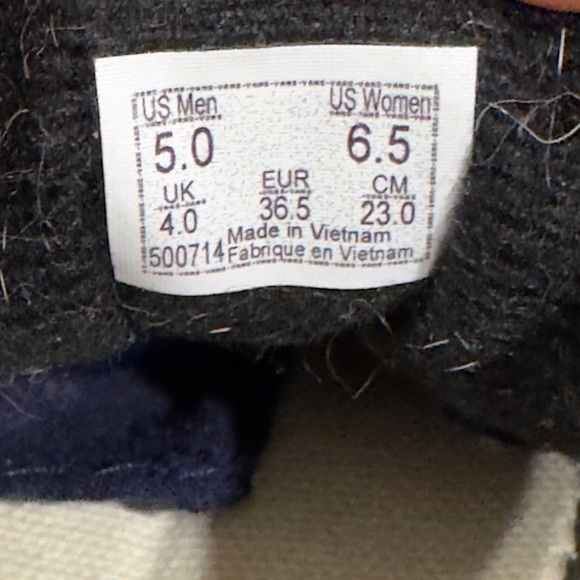 US Men US Women
5.0 6.5
UK EUR CM
4.0 36.5 23.0
Made in Vietnam
500714 Fabrique en Vietnam